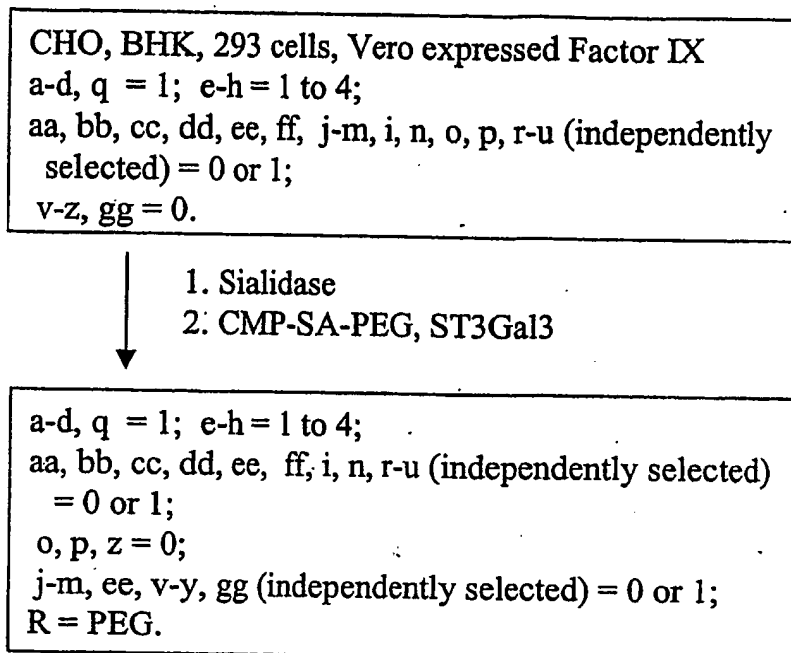 CHO, BHK, 293 cells, Vero expressed Factor IX
a-d, q = 1; e-h = 1 to 4;
aa, bb, cc, dd, ee, ff, j-m, i, n, o, p, r-u (independently
selected) = 0 or 1;
v-z, gg = 0.
1. Sialidase
2. CMP-SA-PEG, ST3Gal3
a-d, q = 1; e-h = 1 to 4;
aa, bb, cc, dd, ee, ff, i, n, r-u (independently selected)
= 0 or 1;
o, p, z = 0;
j-m, ee, v-y, gg (independently selected) = 0 or 1;
R = PEG.